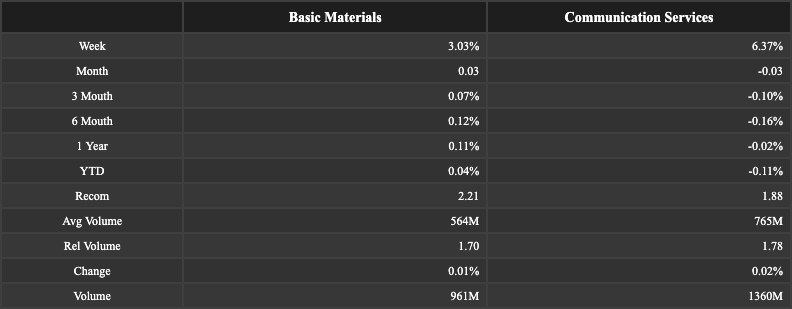 Basic Materials Communication Services
Week 3.03% 6.37%
Month 0.03 -0.03
3 Mouth 0.07% -0.10%
6 Mouth 0.12% -0.16%
1 Year 0.11% -0.02%
YTD 0.04% -0.11%
Recom 2.21 1.88
Avg Volume 564M 765M
Rel Volume 1.70 1.78
Change 0.01% 0.02%
Volume 961M 1360M